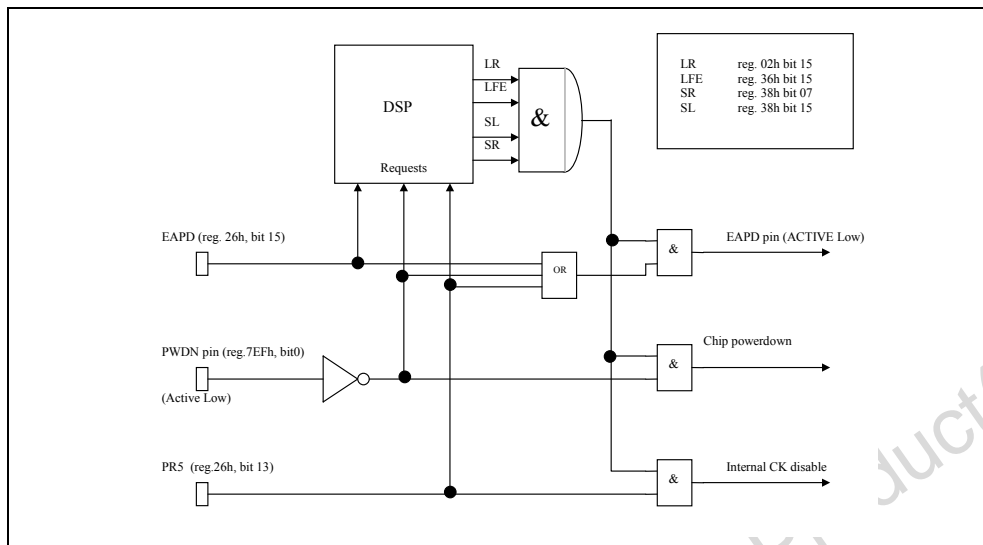 LR
LFE
DSP
SL
SR
Requests
&
LR reg. 02h bit 15
LFE reg. 36h bit 15
SR reg. 38h bit 07
SL reg. 38h bit 15
EAPD (reg. 26h, bit 15)
OR
&
EAPD pin (ACTIVE Low)
PWDN pin (reg.7EFh, bit0)
(Active Low)
&
Chip powerdown
PR5 (reg.26h, bit 13)
&
Internal CK disable